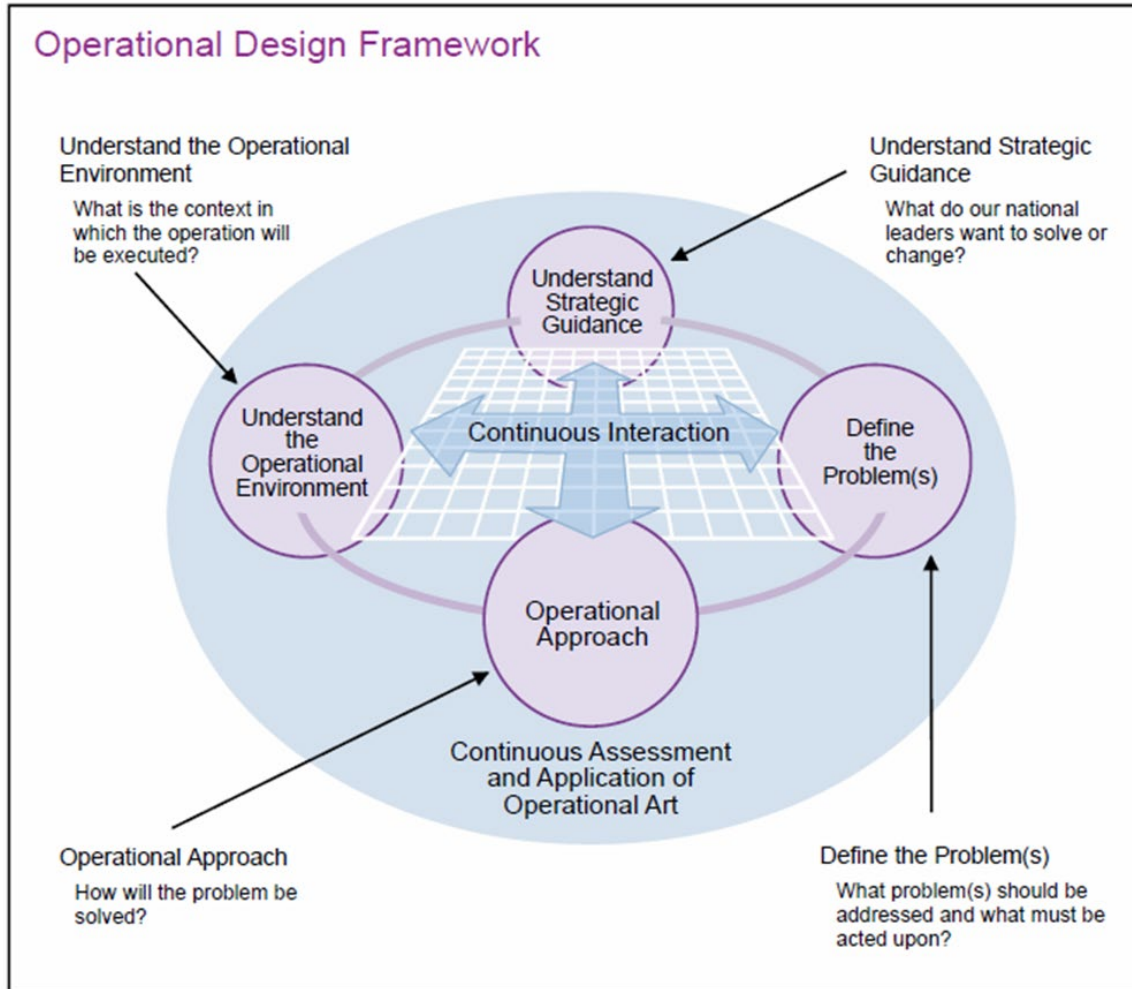 Operational Design Framework
Understand the Operational
Environment
What is the context in
which the operation will
be executed?
Understand Strategic
Guidance
What do our national
leaders want to solve or
change?
Understand
Strategic
Guidance
Understand
the
Operational
Environment
Continuous Interaction
Define
the
Problem(s)
Operational
Approach
Continuous Assessment
and Application of
Operational Art
Operational Approach
How will the problem be
solved?
Define the Problem(s)
What problem(s) should be
addressed and what must be
acted upon?